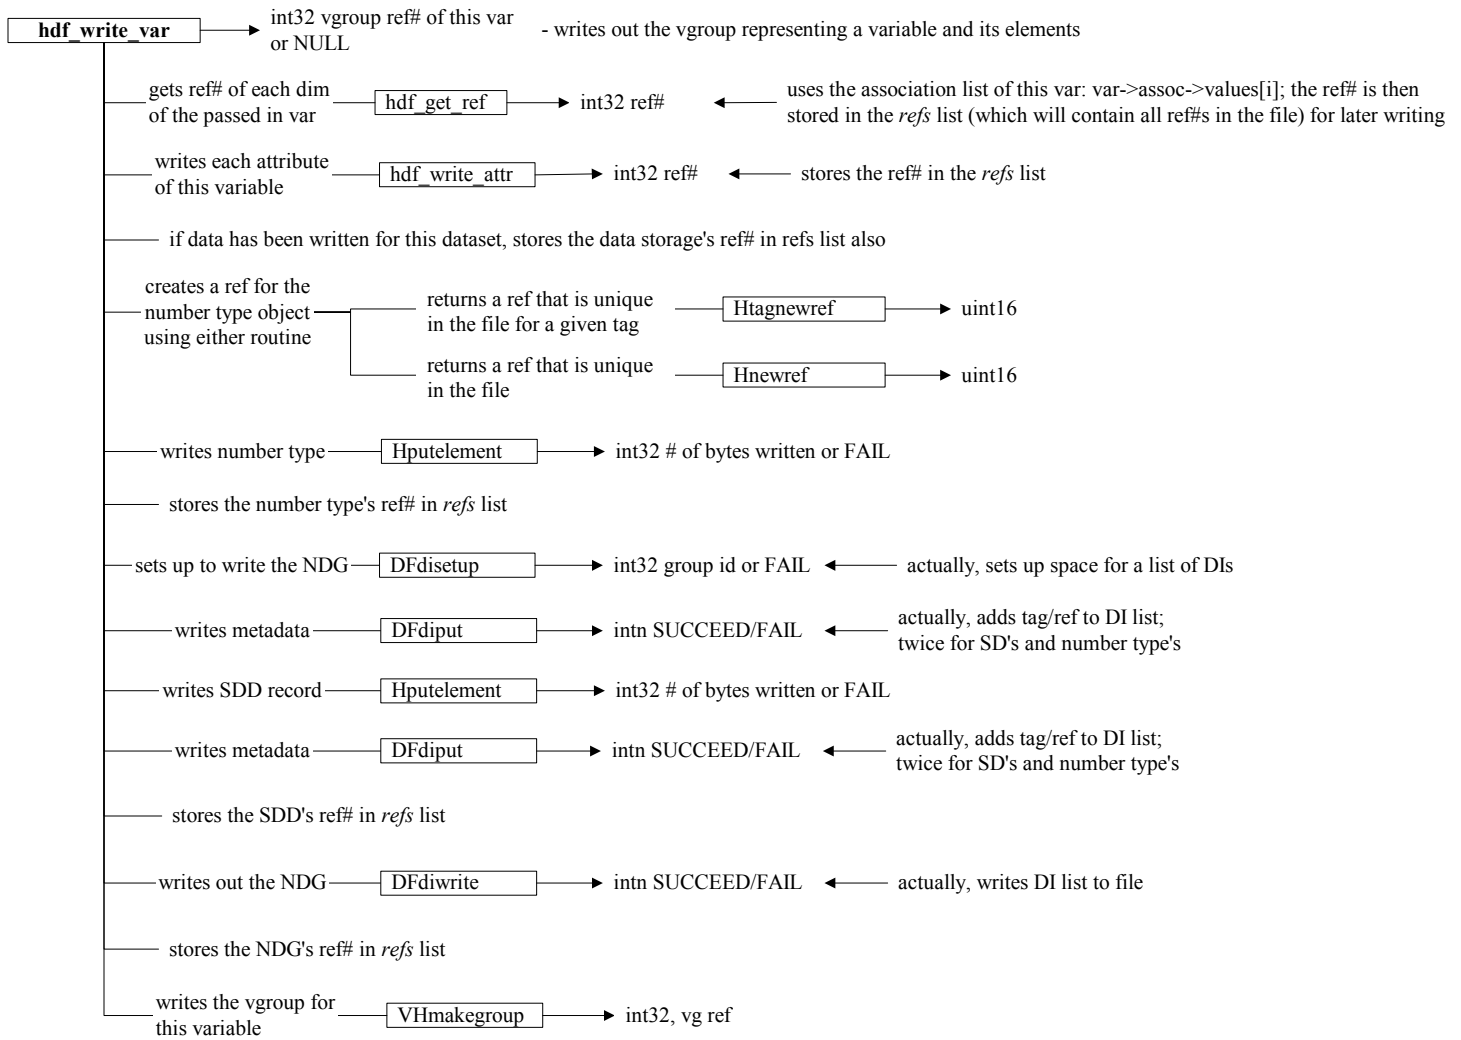 hdf_write_var
int32 vgroup ref# of this var
or NULL
- writes out the vgroup representing a variable and its elements
gets ref# of each dim
of the passed in var
hdf_get_ref
int32 ref#
uses the association list of this var: var->assoc->values[i]; the ref# is then
stored in the refs list (which will contain all ref#s in the file) for later writing
writes each attribute
of this variable
hdf_write_attr
int32 ref#
stores the ref# in the refs list
if data has been written for this dataset, stores the data storage's ref# in refs list also
creates a ref for the
number type object
using either routine
returns a ref that is unique
in the file for a given tag
Htagnewref
uint16
returns a ref that is unique
in the file
Hnewref
uint16
writes number type
Hputelement
int32 # of bytes written or FAIL
stores the number type's ref# in refs list
sets up to write the NDG
DFdisetup
int32 group id or FAIL
actually, sets up space for a list of DIs
writes metadata
DFdiput
intn SUCCEED/FAIL
actually, adds tag/ref to DI list;
twice for SD's and number type's
writes SDD record
Hputelement
int32 # of bytes written or FAIL
writes metadata
DFdiput
intn SUCCEED/FAIL
actually, adds tag/ref to DI list;
twice for SD's and number type's
stores the SDD's ref# in refs list
writes out the NDG
DFdiwrite
intn SUCCEED/FAIL
actually, writes DI list to file
stores the NDG's ref# in refs list
writes the vgroup for
this variable
VHmakegroup
int32, vg ref